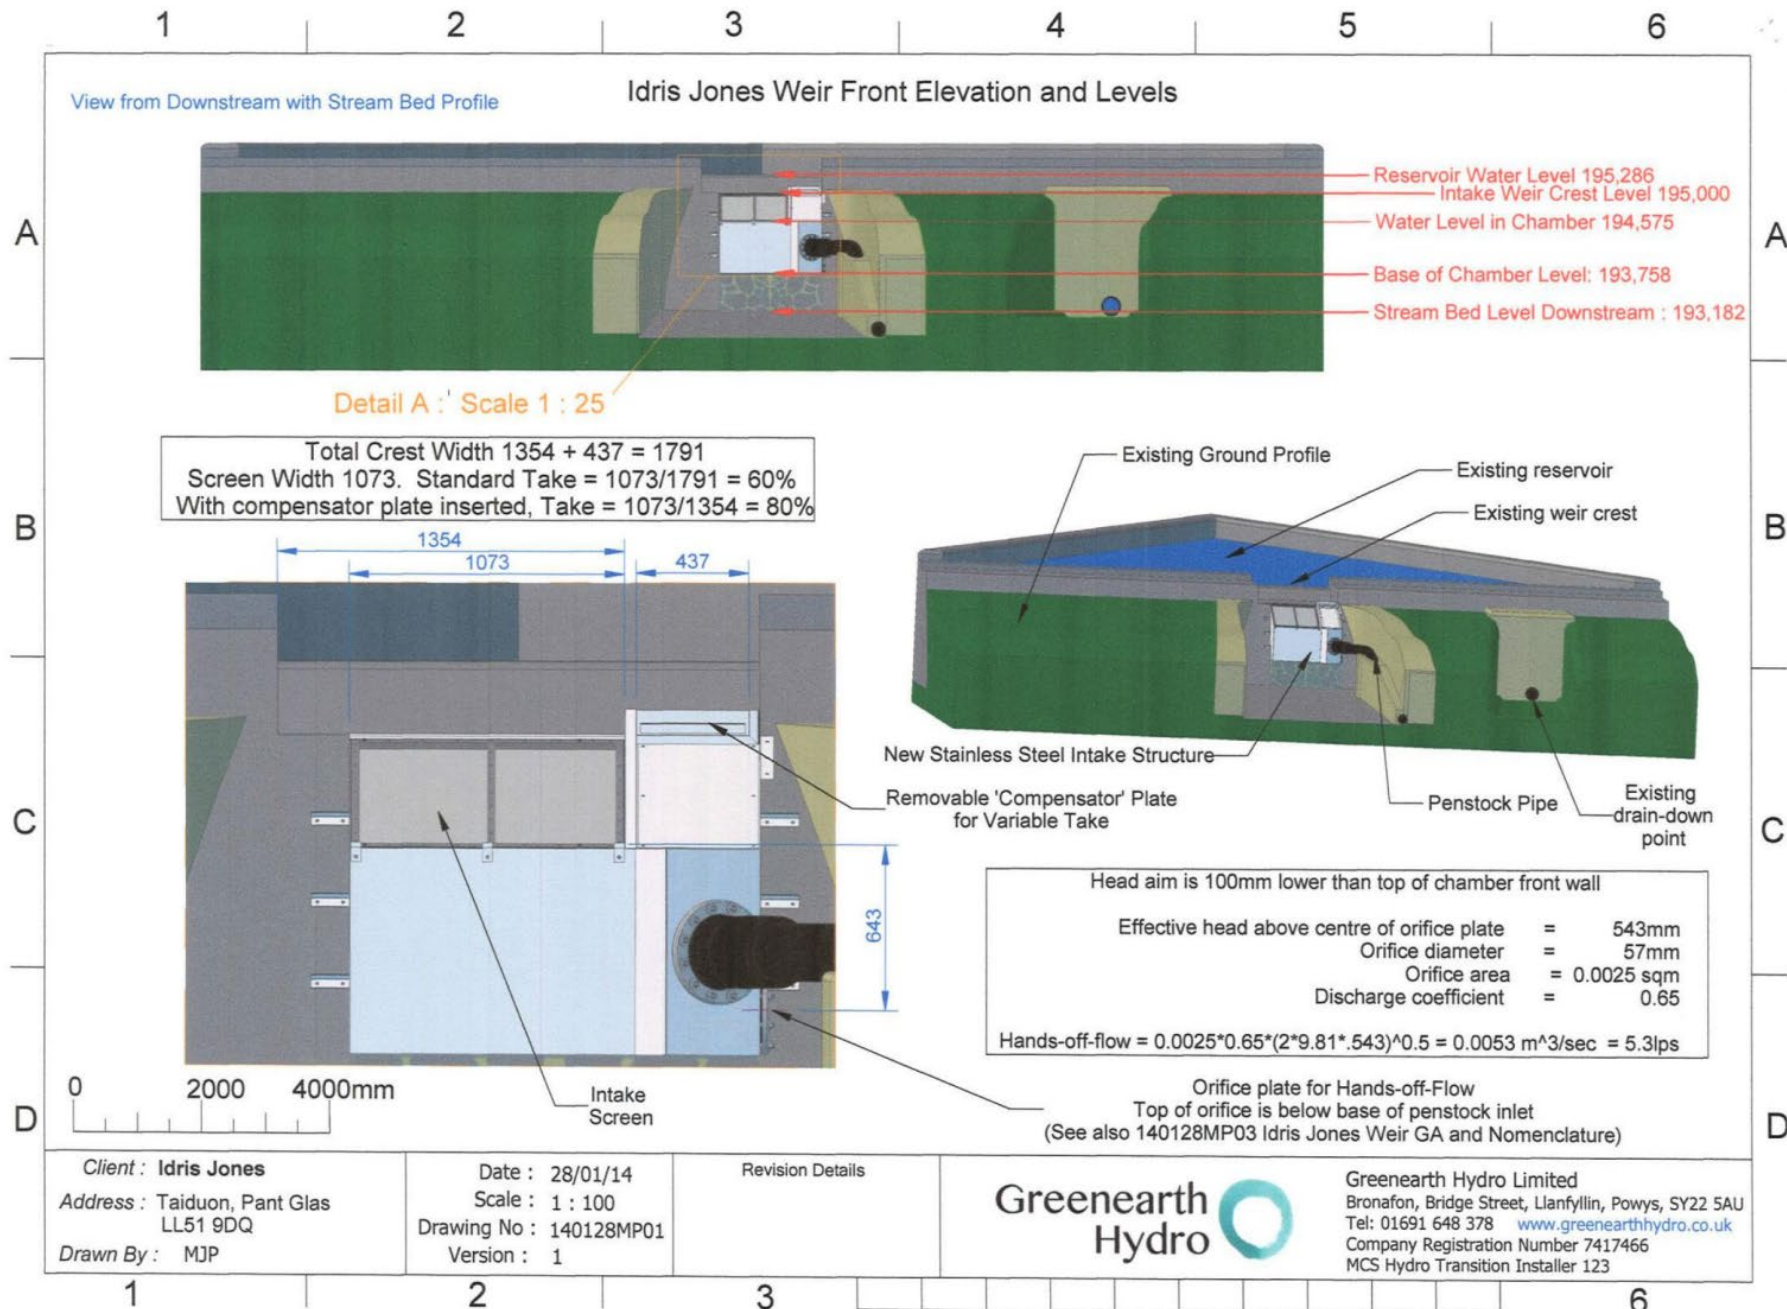 1 2 3 4 5 6
View from Downstream with Stream Bed Profile
Idris Jones Weir Front Elevation and Levels
Reservoir Water Level 195,286
Intake Weir Crest Level 195,000
A
Water Level in Chamber 194,575
A
Base of Chamber Level: 193,758
Stream Bed Level Downstream : 193,182
Detail A : Scale 1 : 25
Total Crest Width 1354 + 437 = 1791
Screen Width 1073. Standard Take = 1073/1791 = 60%
With compensator plate inserted, Take = 1073/1354 = 80%
Existing Ground Profile
Existing reservoir
Existing weir crest
B
B
1354
1073
437
New Stainless Steel Intake Structure
Removable 'Compensator' Plate
for Variable Take
Penstock Pipe
Existing
drain-down
point
C
C
643
Head aim is 100mm lower than top of chamber front wall
Effective head above centre of orifice plate = 543mm
Orifice diameter = 57mm
Orifice area = 0.0025 sqm
Discharge coefficient = 0.65
Hands-off-flow = 0.0025*0.65*(2*9.81*.543)^0.5 = 0.0053 m^3/sec = 5.3lps
0 2000 4000mm
Intake
Screen
Orifice plate for Hands-off-Flow
Top of orifice is below base of penstock inlet
(See also 140128MP03 Idris Jones Weir GA and Nomenclature)
D
D
Client : Idris Jones
Address : Taiduon, Pant Glas
LL51 9DQ
Drawn By : MJP
Date : 28/01/14
Scale : 1 : 100
Drawing No : 140128MP01
Version : 1
Revision Details
Greenearth
Hydro
Greenearth Hydro Limited
Bronafon, Bridge Street, Llanfyllin, Powys, SY22 5AU
Tel: 01691 648 378 www.greenearthhydro.co.uk
Company Registration Number 7417466
MCS Hydro Transition Installer 123
1 2 3 6